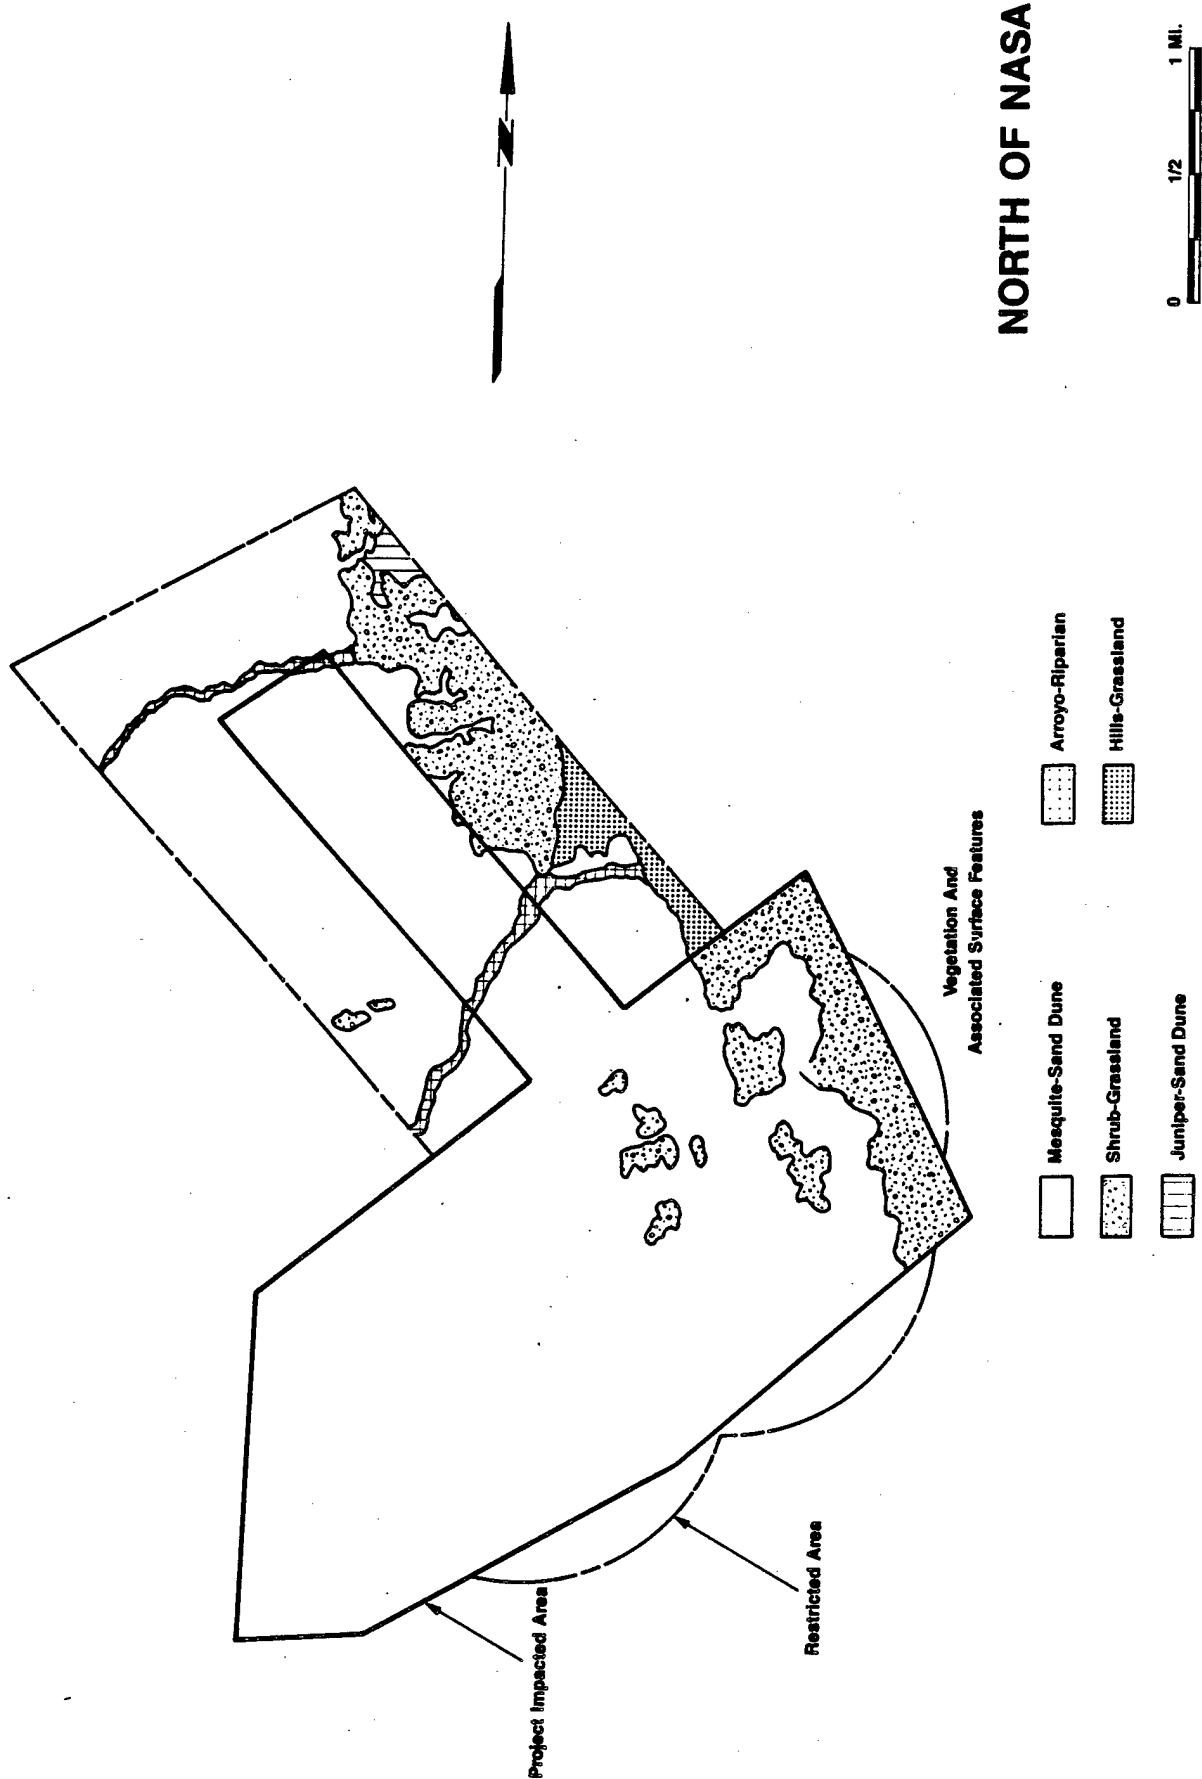 N
NORTH OF NASA
0 1/2 1 MI.
Project Impacted Area
Restricted Area
Vegetation And
Associated Surface Features
Mesquite-Sand Dune
Shrub-Grassland
Juniper-Sand Dune
Arroyo-Riparian
Hills-Grassland